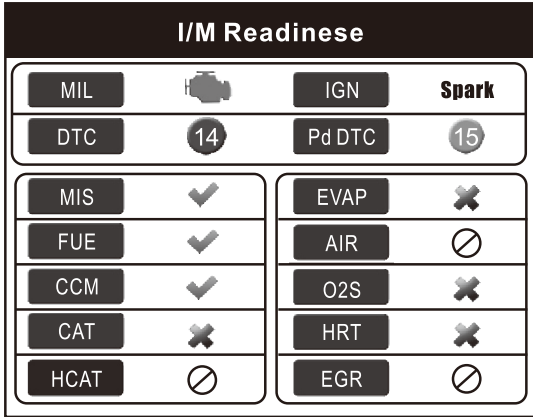 I/M Readinese
MIL IGN Spark
DTC 14 Pd DTC 15
MIS EVAP
FUE AIR
CCM O2S
CAT HRT
HCAT EGR